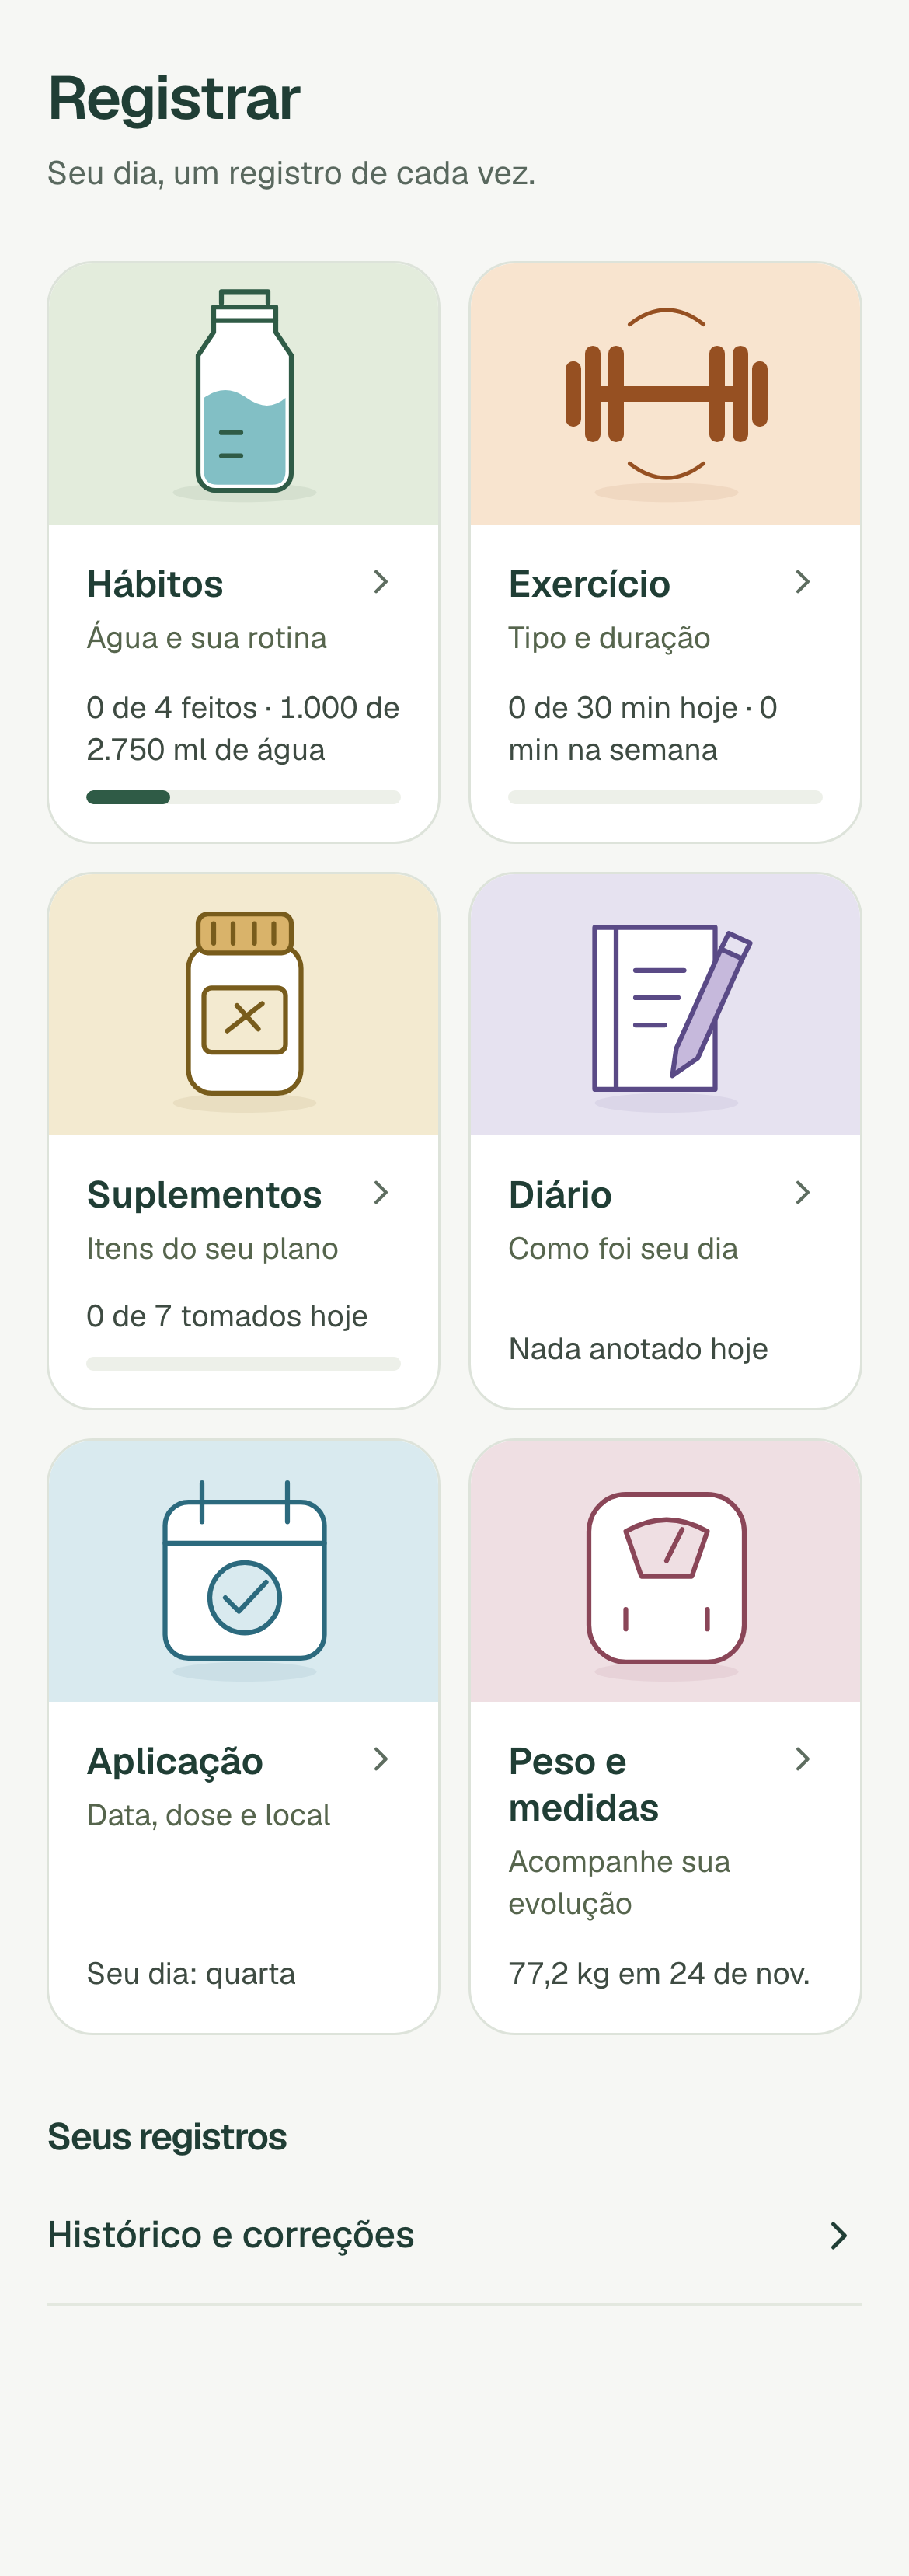 Registrar
Seu dia, um registro de cada vez.
Hábitos
Água e sua rotina
0 de 4 feitos · 1.000 de
2.750 ml de água
Exercício
Tipo e duração
0 de 30 min hoje · 0
min na semana
Suplementos
Itens do seu plano
0 de 7 tomados hoje
Diário
Como foi seu dia
Nada anotado hoje
Aplicação
Data, dose e local
Seu dia: quarta
Peso e
medidas
Acompanhe sua
evolução
77,2 kg em 24 de nov.
Seus registros
Histórico e correções